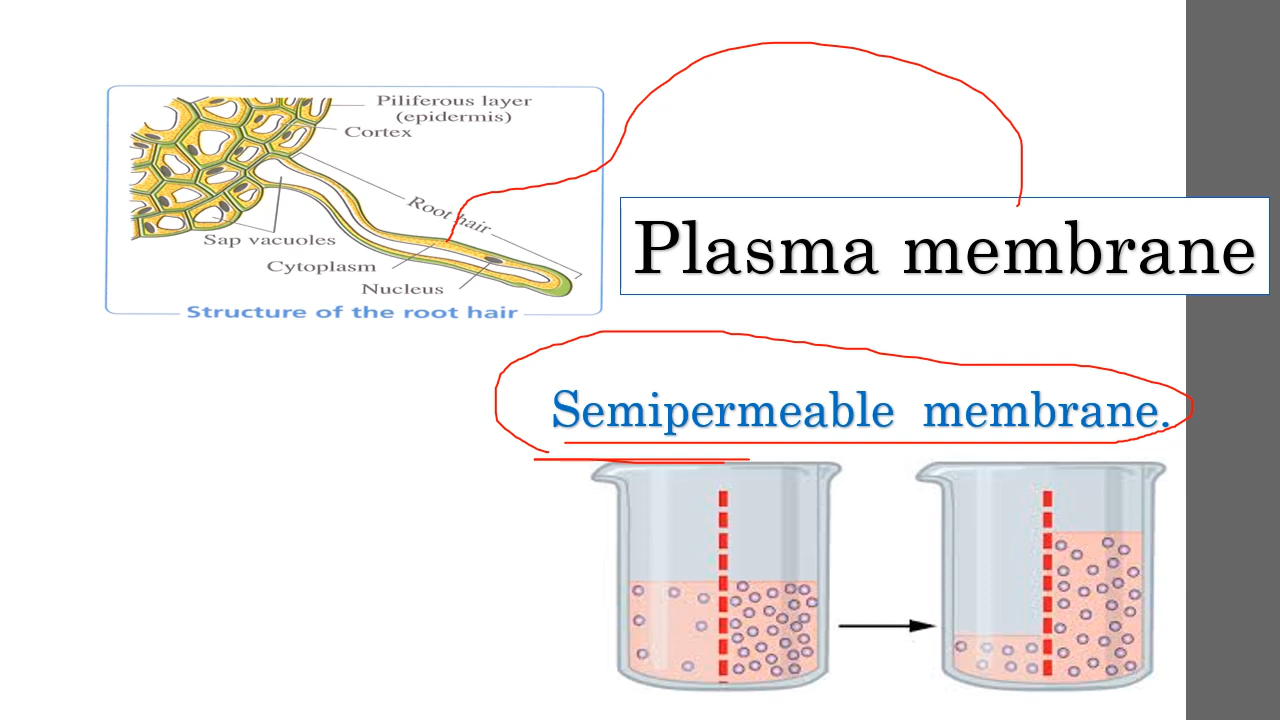 Piliferous layer
(epidermis)
Cortex
Root hair
Sap vacuoles
Cytoplasm
Nucleus
Structure of the root hair
Plasma membrane
Semipermeable membrane.